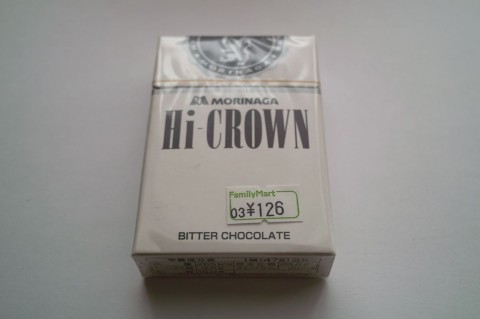 MORINAGA
Hi-CROWN
FamilyMart
03¥126
BITTER CHOCOLATE